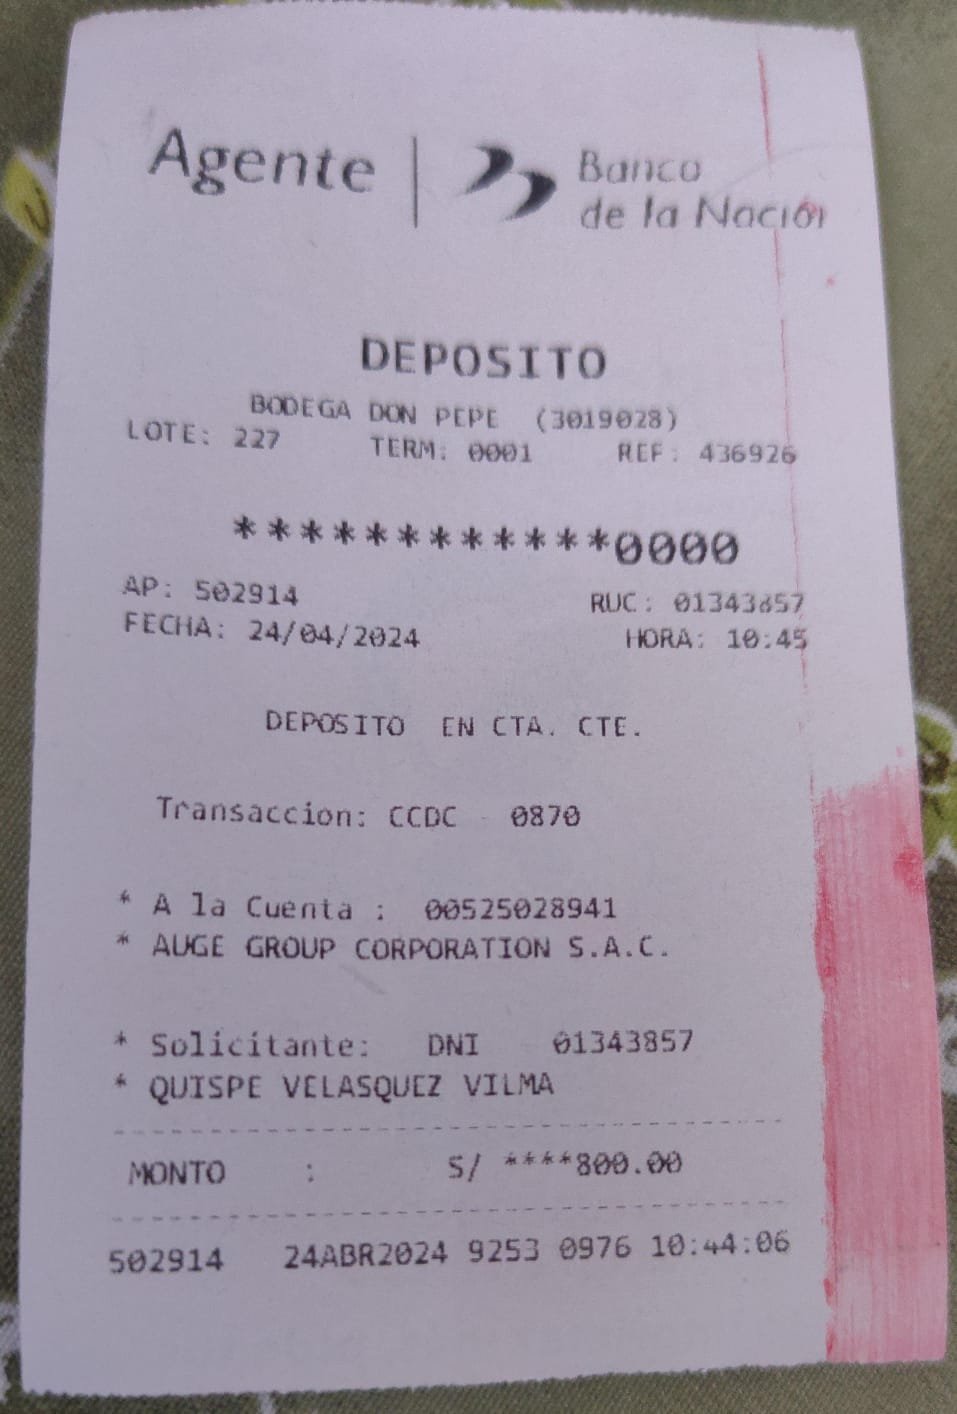 Agente | Banco
de la Nación
DEPOSITO
BODEGA DON PEPE (3019028)
LOTE: 227 TERM: 0001 REF: 436926
************0000
AP: 502914 RUC: 01343857
FECHA: 24/04/2024 HORA: 10:45
DEPOSITO EN CTA. CTE.
Transaccion: CCDC 0870
* A la Cuenta : 00525028941
* AUGE GROUP CORPORATION S.A.C.
* Solicitante: DNI 01343857
* QUISPE VELASQUEZ VILMA
MONTO : S/ ****800.00
502914 24ABR2024 9253 0976 10:44:06